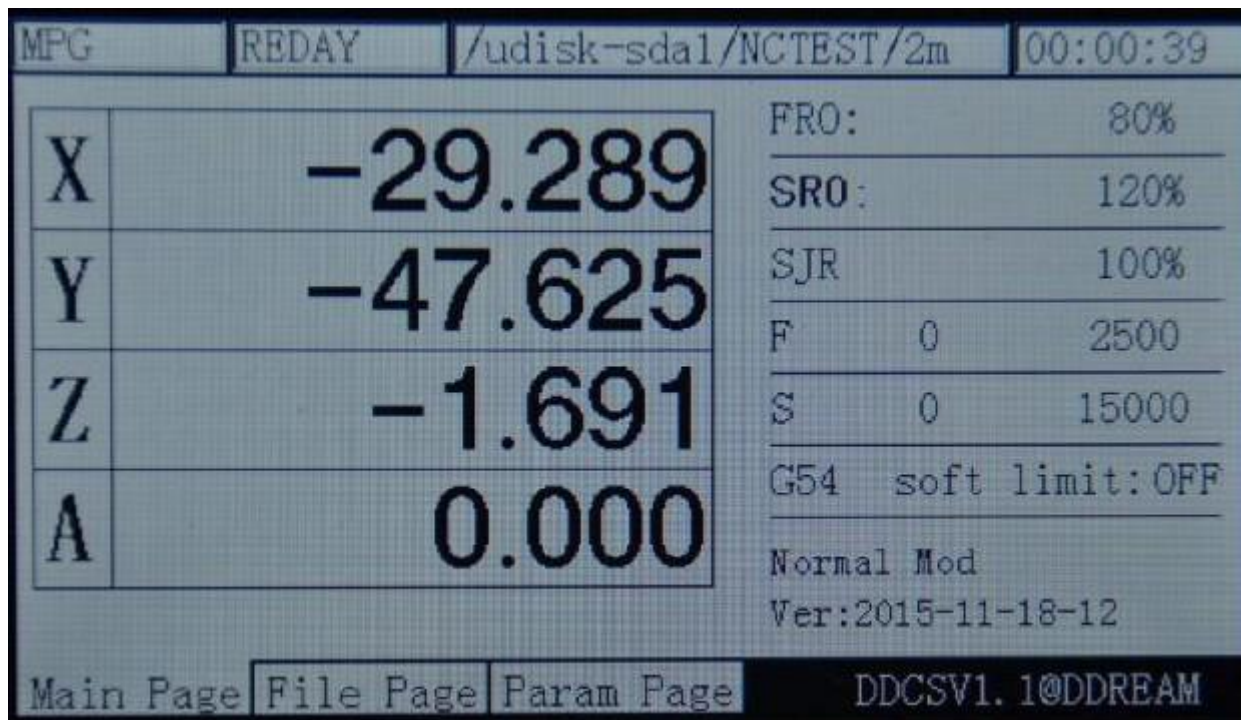 MPG REDAY /udisk-sda1/NCTEST/2m 00:00:39
X -29.289
Y -47.625
Z -1.691
A 0.000
FRO: 80%
SRO: 120%
SJR 100%
F 0 2500
S 0 15000
G54 soft limit:OFF
Normal Mod
Ver:2015-11-18-12
Main Page File Page Param Page DDCSV1.1@DDREAM